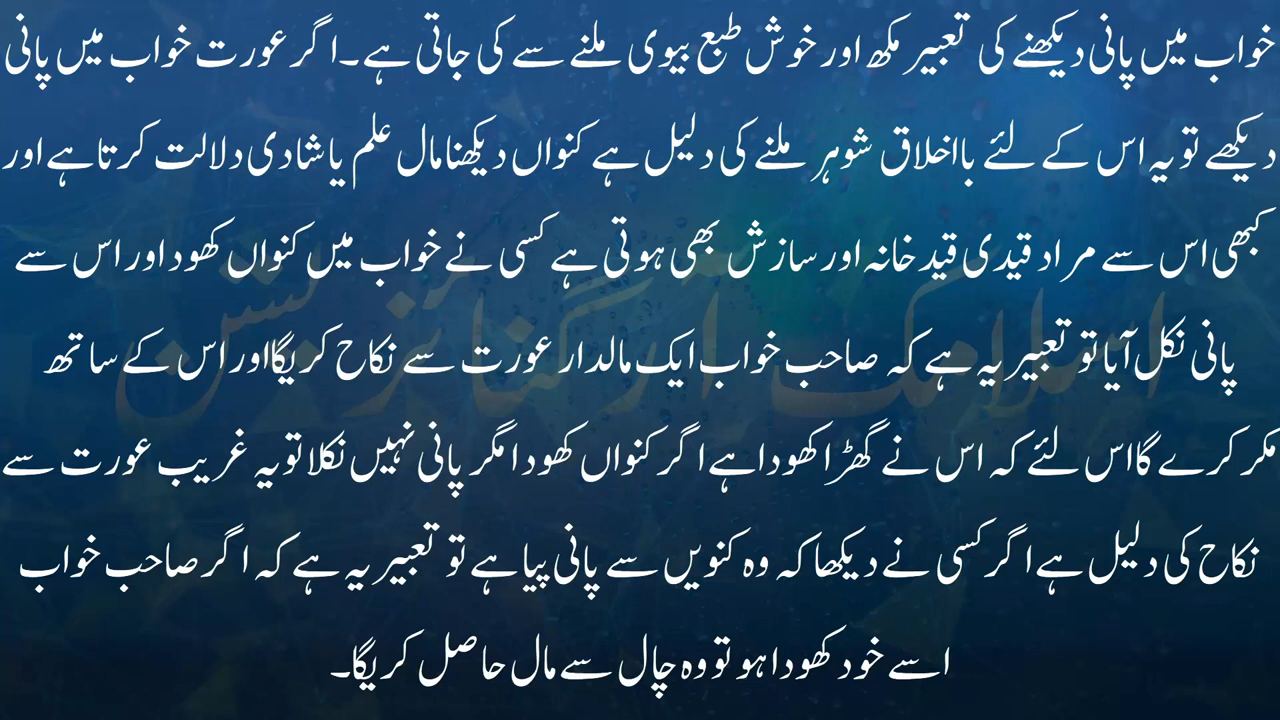 خواب میں پانی دیکھنے کی تعبیر مکھ اور خوش طبع بیوی ملنے سے کی جاتی ہے۔اگر عورت خواب میں پانی
دیکھے تو یہ اس کے لئے بااخلاق شوہر ملنے کی دلیل ہے کنواں دیکھنا مال علم یا شادی دلالت کرتا ہے اور
کبھی اس سے مراد قیدی قید خانہ اور سازش بھی ہوتی ہے کسی نے خواب میں کنواں کھود اور اس سے
پانی نکل آیا تو تعبیر یہ ہے کہ صاحب خواب ایک مالدار عورت سے نکاح کریگا اور اس کے ساتھ
مکر کرے گا اس لئے کہ اس نے گھڑا کھودا ہے اگر کنواں کھودا مگر پانی نہیں نکلا تو یہ غریب عورت سے
نکاح کی دلیل ہے اگر کسی نے دیکھا کہ وہ کنویں سے پانی پیا ہے تو تعبیر یہ ہے کہ اگر صاحب خواب
اسے خود کھودا ہو تو وہ چال سے مال حاصل کریگا۔
اسلامک آرگنائزیشن